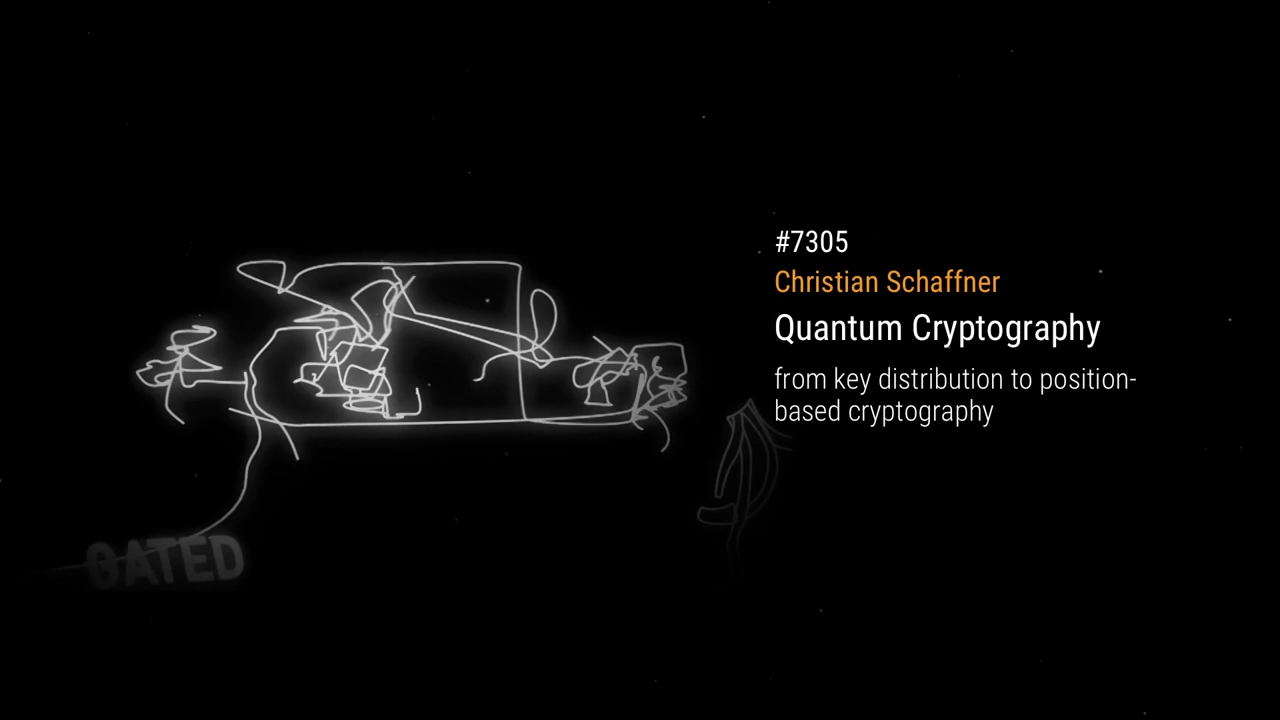 #7305
Christian Schaffner
Quantum Cryptography
from key distribution to position-
based cryptography
GATED